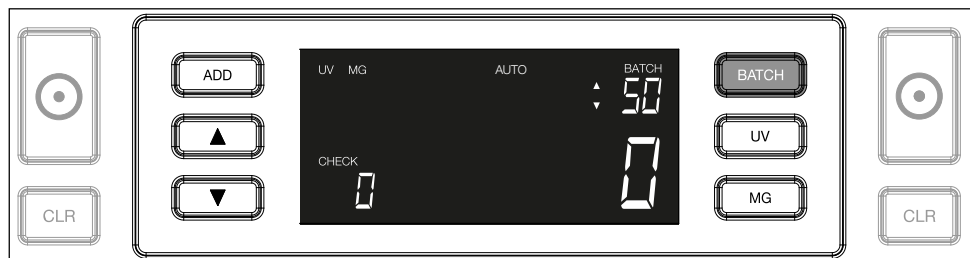 ADD
UV MG AUTO BATCH
50
BATCH
UV
CHECK
0
0
MG
CLR
CLR